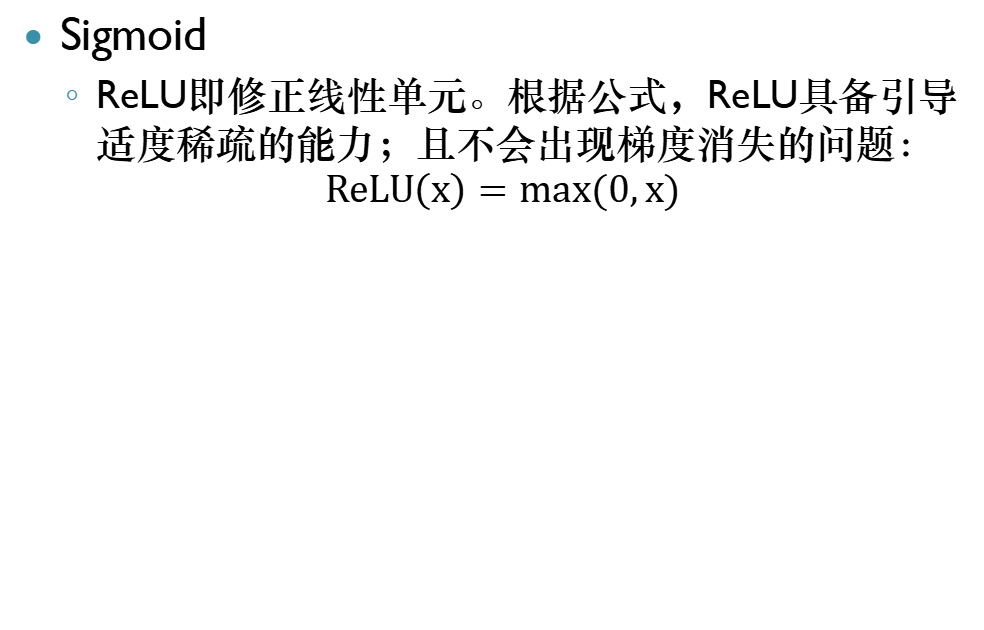 Sigmoid
ReLU即修正线性单元。根据公式，ReLU具备引导
适度稀疏的能力；且不会出现梯度消失的问题：
ReLU(x) = max(0, x)